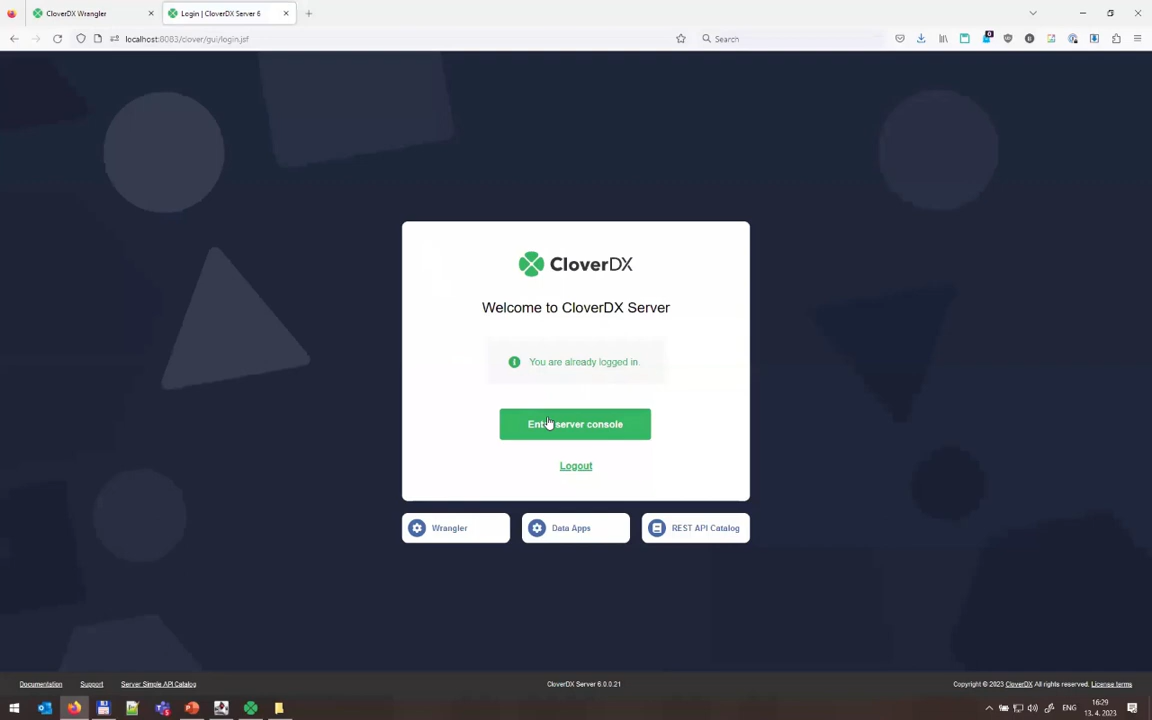 CloverDX Wrangler
Login | CloverDX Server 6
localhost:8083/clover/gui/login.jsf
Search
0
CloverDX
Welcome to CloverDX Server
You are already logged in.
Enter server console
Logout
Wrangler
Data Apps
REST API Catalog
Documentation
Support
Server Simple API Catalog
CloverDX Server 6.0.0.21
Copyright © 2023 CloverDX All rights reserved. License terms
ENG
16:29
13. 4. 2023